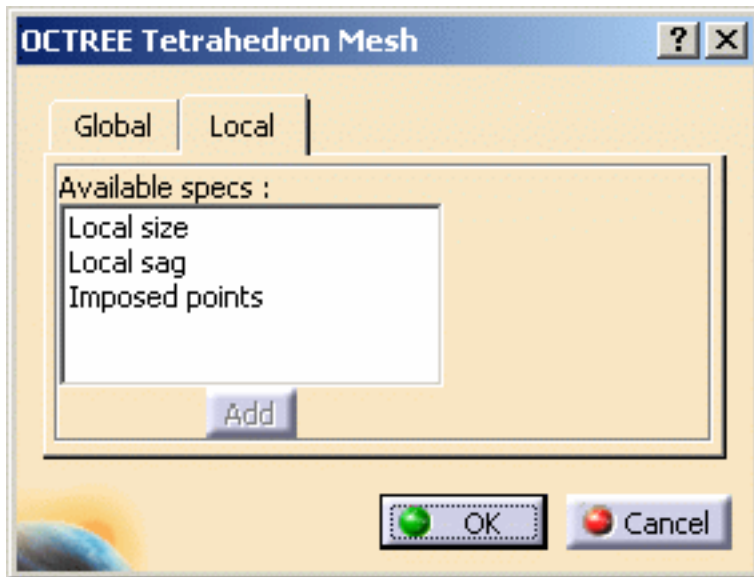 OCTREE Tetrahedron Mesh ? X
Global Local
Available specs :
Local size
Local sag
Imposed points
Add
OK Cancel